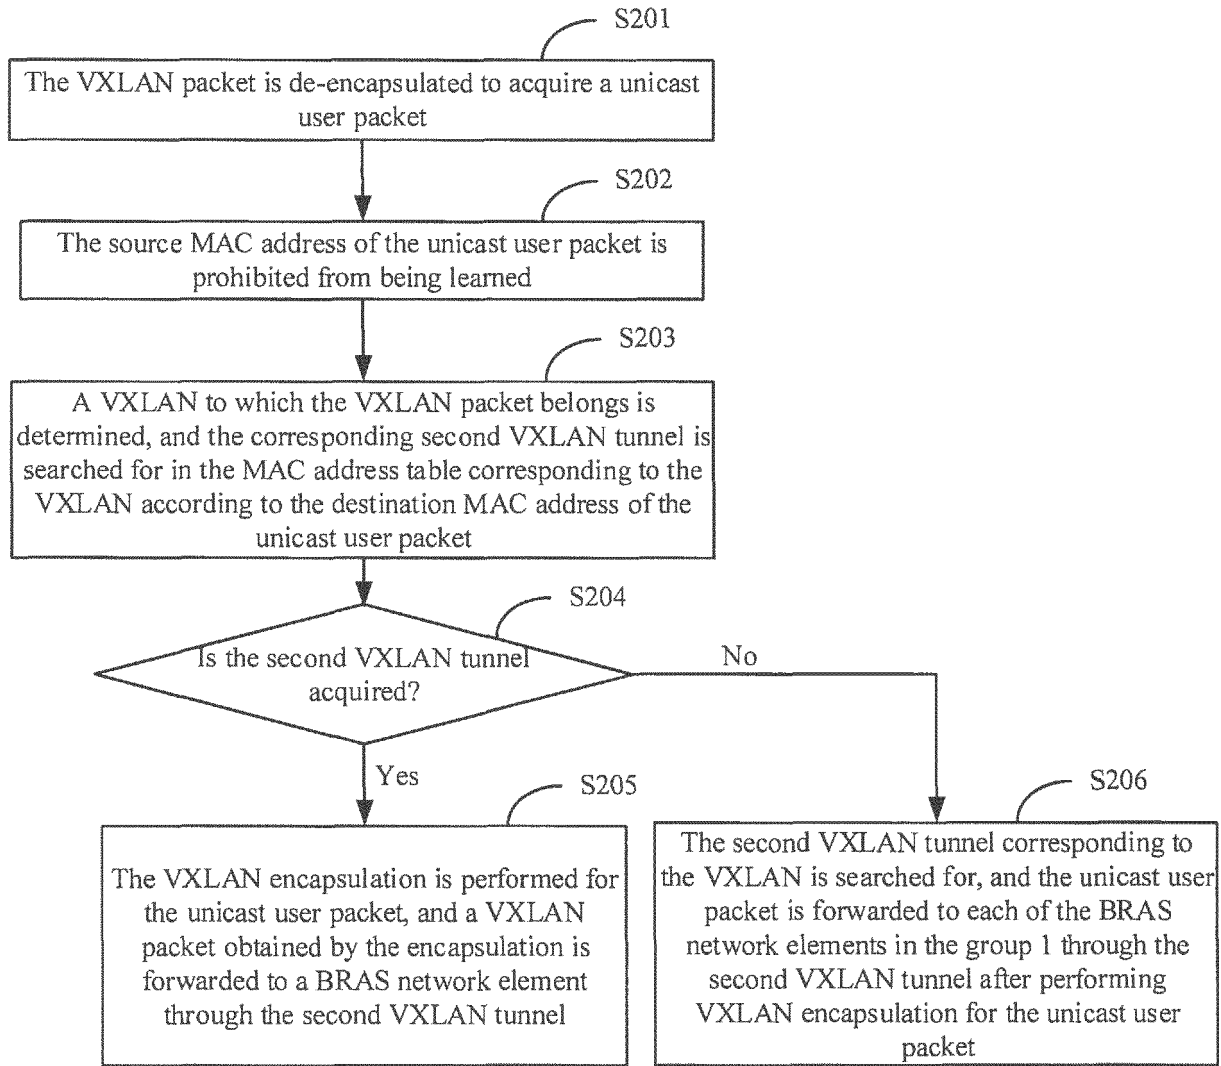 S201
The VXLAN packet is de-encapsulated to acquire a unicast
user packet
S202
The source MAC address of the unicast user packet is
prohibited from being learned
S203
A VXLAN to which the VXLAN packet belongs is
determined, and the corresponding second VXLAN tunnel is
searched for in the MAC address table corresponding to the
VXLAN according to the destination MAC address of the
unicast user packet
S204
Is the second VXLAN tunnel
acquired?
No
Yes
S205
The VXLAN encapsulation is performed for
the unicast user packet, and a VXLAN
packet obtained by the encapsulation is
forwarded to a BRAS network element
through the second VXLAN tunnel
S206
The second VXLAN tunnel corresponding to
the VXLAN is searched for, and the unicast user
packet is forwarded to each of the BRAS
network elements in the group 1 through the
second VXLAN tunnel after performing
VXLAN encapsulation for the unicast user
packet